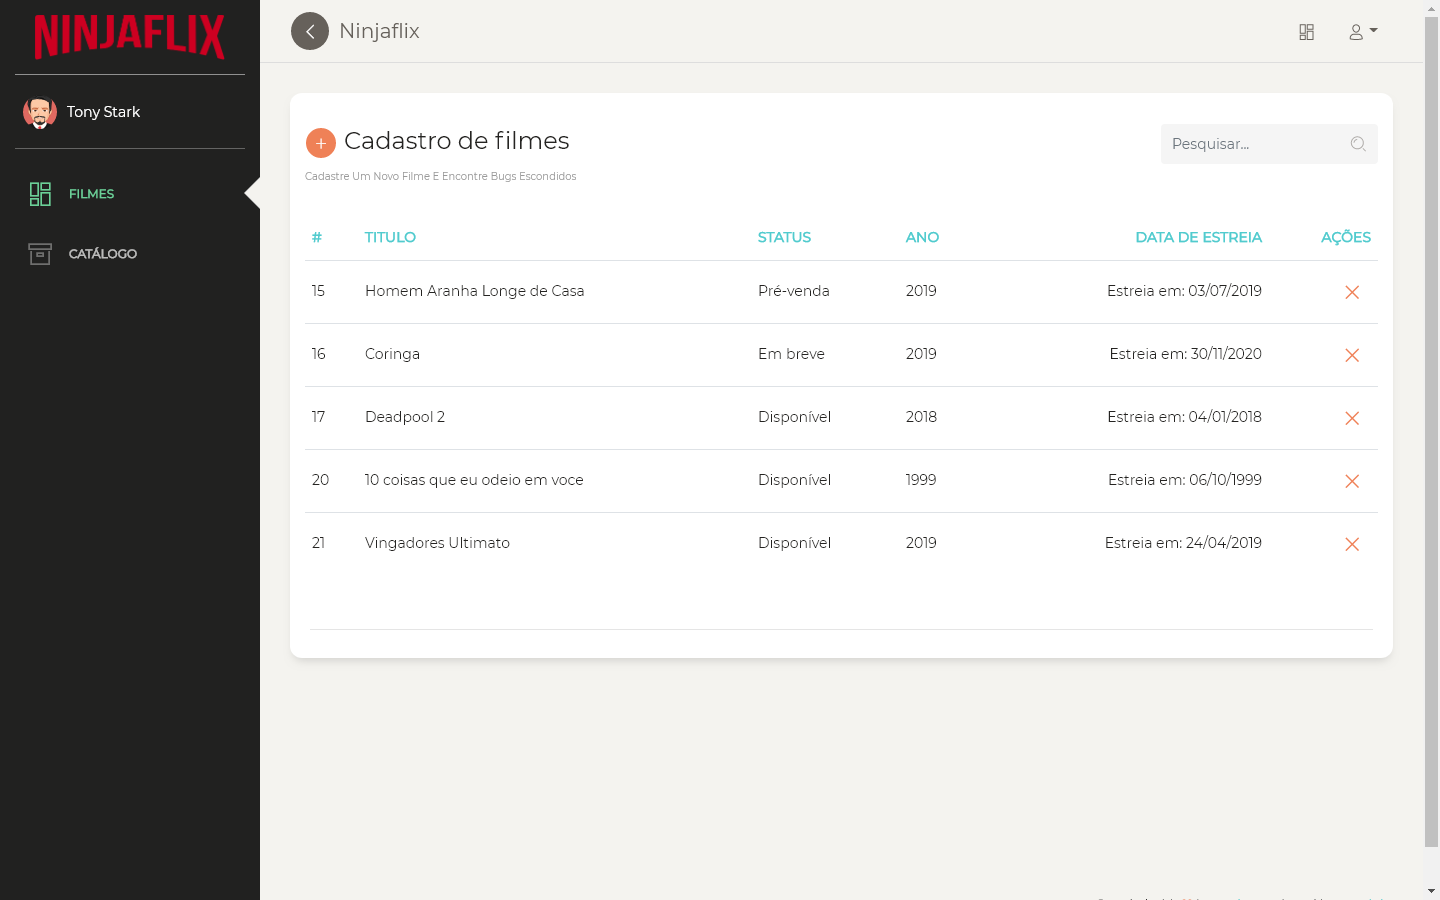 NINJAFLIX
Ninjaflix
Tony Stark
FILMES
CATÁLOGO
+ Cadastro de filmes
Pesquisar...
Cadastre Um Novo Filme E Encontre Bugs Escondidos
# TITULO STATUS ANO DATA DE ESTREIA AÇÕES
15 Homem Aranha Longe de Casa Pré-venda 2019 Estreia em: 03/07/2019
16 Coringa Em breve 2019 Estreia em: 30/11/2020
17 Deadpool 2 Disponível 2018 Estreia em: 04/01/2018
20 10 coisas que eu odeio em voce Disponível 1999 Estreia em: 06/10/1999
21 Vingadores Ultimato Disponível 2019 Estreia em: 24/04/2019